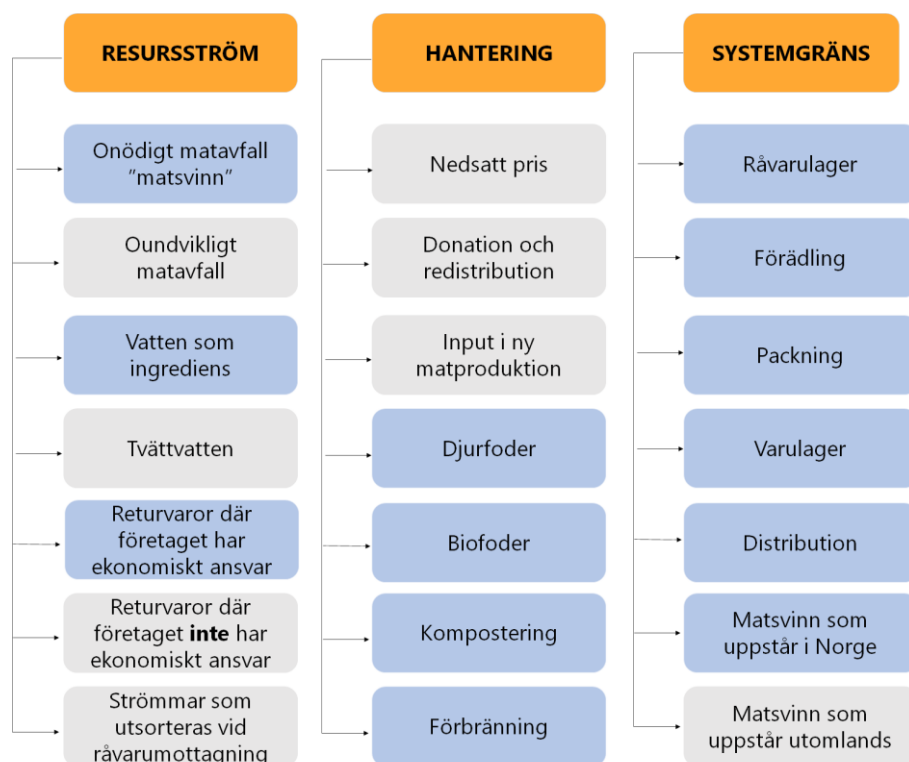 RESURSSTRÖM
Onödigt matavfall
”matsvinn”
Oundvikligt
matavfall
Vatten som
ingrediens
Tvättvatten
Returvaror där
företaget har
ekonomiskt ansvar
Returvaror där
företaget inte har
ekonomiskt ansvar
Strömmar som
utsorteras vid
råvarumottagning
HANTERING
Nedsatt pris
Donation och
redistribution
Input i ny
matproduktion
Djurfoder
Biofoder
Kompostering
Förbränning
SYSTEMGRÄNS
Råvarulager
Förädling
Packning
Varulager
Distribution
Matsvinn som
uppstår i Norge
Matsvinn som
uppstår utomlands